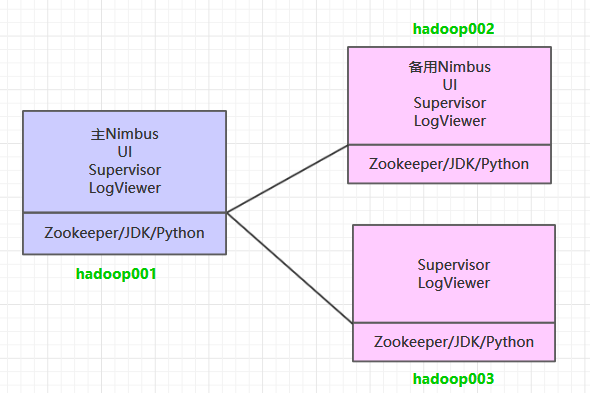 主Nimbus
UI
Supervisor
LogViewer
Zookeeper/JDK/Python
hadoop001
hadoop002
备用Nimbus
UI
Supervisor
LogViewer
Zookeeper/JDK/Python
Supervisor
LogViewer
Zookeeper/JDK/Python
hadoop003